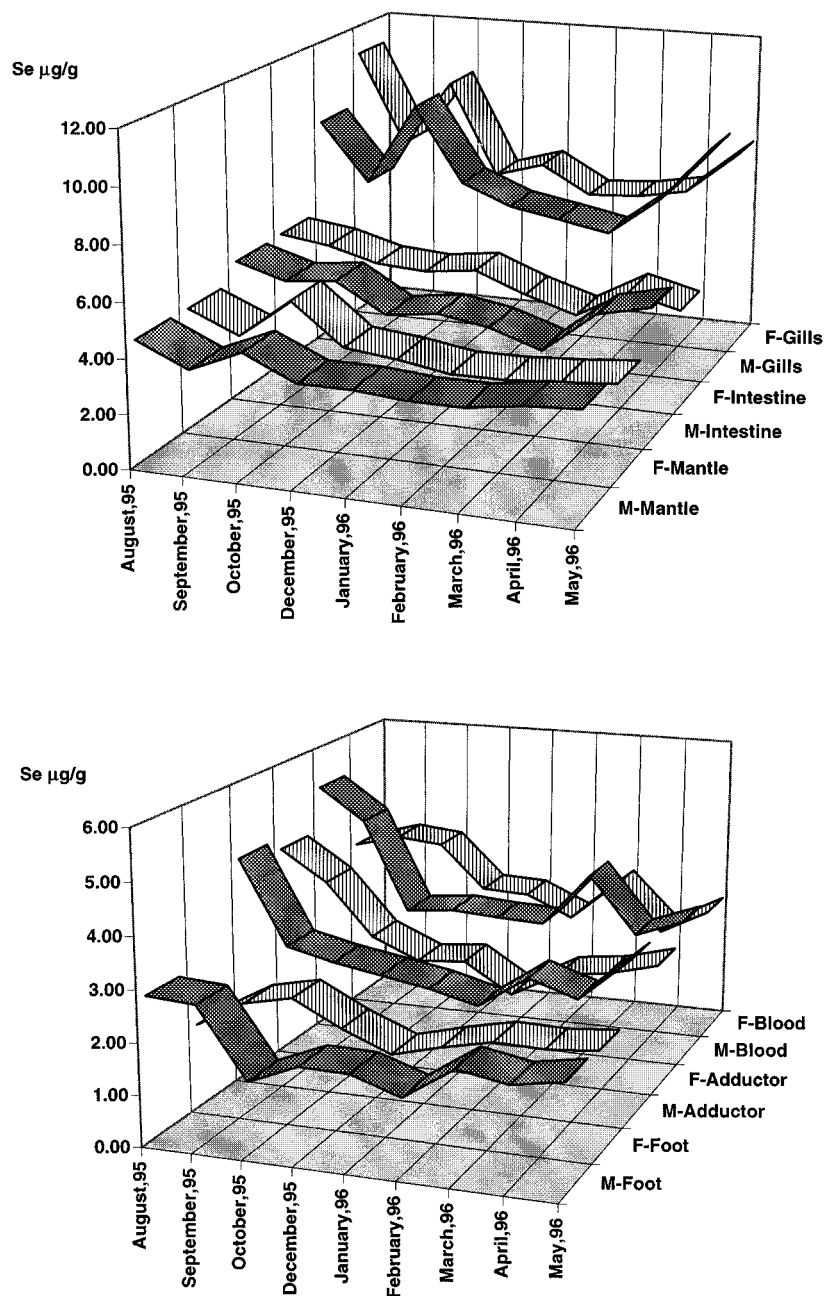 Se µg/g
12.00
10.00
8.00
6.00
4.00
2.00
0.00
August,95
September,95
October,95
December,95
January,96
February,96
March,96
April,96
May,96
F-Gills
M-Gills
F-Intestine
M-Intestine
F-Mantle
M-Mantle
Se µg/g
6.00
5.00
4.00
3.00
2.00
1.00
0.00
August,95
September,95
October,95
December,95
January,96
February,96
March,96
April,96
May,96
F-Blood
M-Blood
F-Adductor
M-Adductor
F-Foot
M-Foot